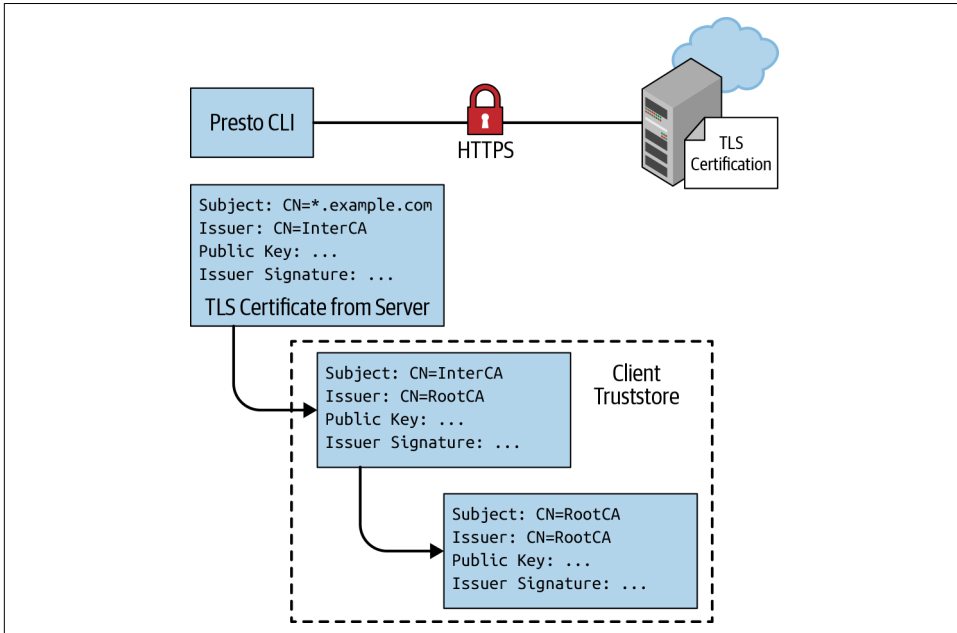 Presto CLI
HTTPS
TLS
Certification
Subject: CN=*.example.com
Issuer: CN=InterCA
Public Key: ...
Issuer Signature: ...
TLS Certificate from Server
Subject: CN=InterCA
Issuer: CN=RootCA
Public Key: ...
Issuer Signature: ...
Client
Truststore
Subject: CN=RootCA
Issuer: CN=RootCA
Public Key: ...
Issuer Signature: ...